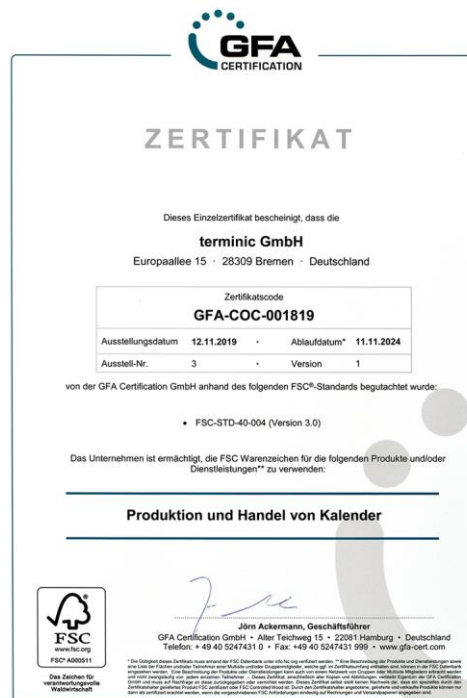 GFA
CERTIFICATION
ZERTIFIKAT
Dieses Einzelzertifikat bescheinigt, dass die
terminic GmbH
Europaallee 15 · 28309 Bremen · Deutschland
Zertifikatscode
GFA-COC-001819
Ausstellungsdatum 12.11.2019 · Ablaufdatum* 11.11.2024
Ausstell-Nr. 3 · Version 1
von der GFA Certification GmbH anhand des folgenden FSC®-Standards begutachtet wurde:
• FSC-STD-40-004 (Version 3.0)
Das Unternehmen ist ermächtigt, die FSC Warenzeichen für die folgenden Produkte und/oder
Dienstleistungen** zu verwenden:
Produktion und Handel von Kalender
Jörn Ackermann, Geschäftsführer
GFA Certification GmbH • Alter Teichweg 15 • 22081 Hamburg • Deutschland
Telefon: + 49 40 5247431 0 • Fax: +49 40 5247431 999 • www.gfa-cert.com
FSC
www.fsc.org
FSC® A000511
Das Zeichen für
verantwortungsvolle
Waldwirtschaft